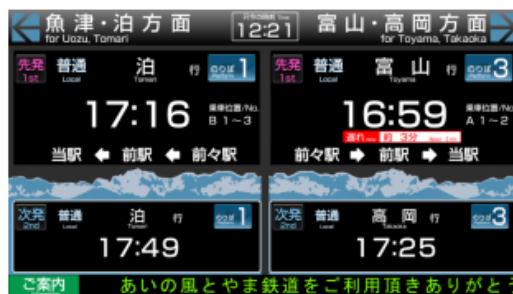 魚津・泊方面
for Uozu, Tomari
12:21
富山・高岡方面
for Toyama, Takaoka
先発 1st 普通 Local 泊 Tomari 行 のりば 1
17:16 乗車位置/No. B 1～3
当駅 ← 前駅 ← 前々駅
先発 1st 普通 Local 富山 Toyama 行 のりば 3
16:59 乗車位置/No. A 1～2
遅れ 約 3分
前々駅 → 前駅 → 当駅
次発 2nd 普通 Local 泊 Tomari 行 のりば 1
17:49
次発 2nd 普通 Local 高岡 Takaoka 行 のりば 3
17:25
ご案内 あいの風とやま鉄道をご利用頂きありがとう